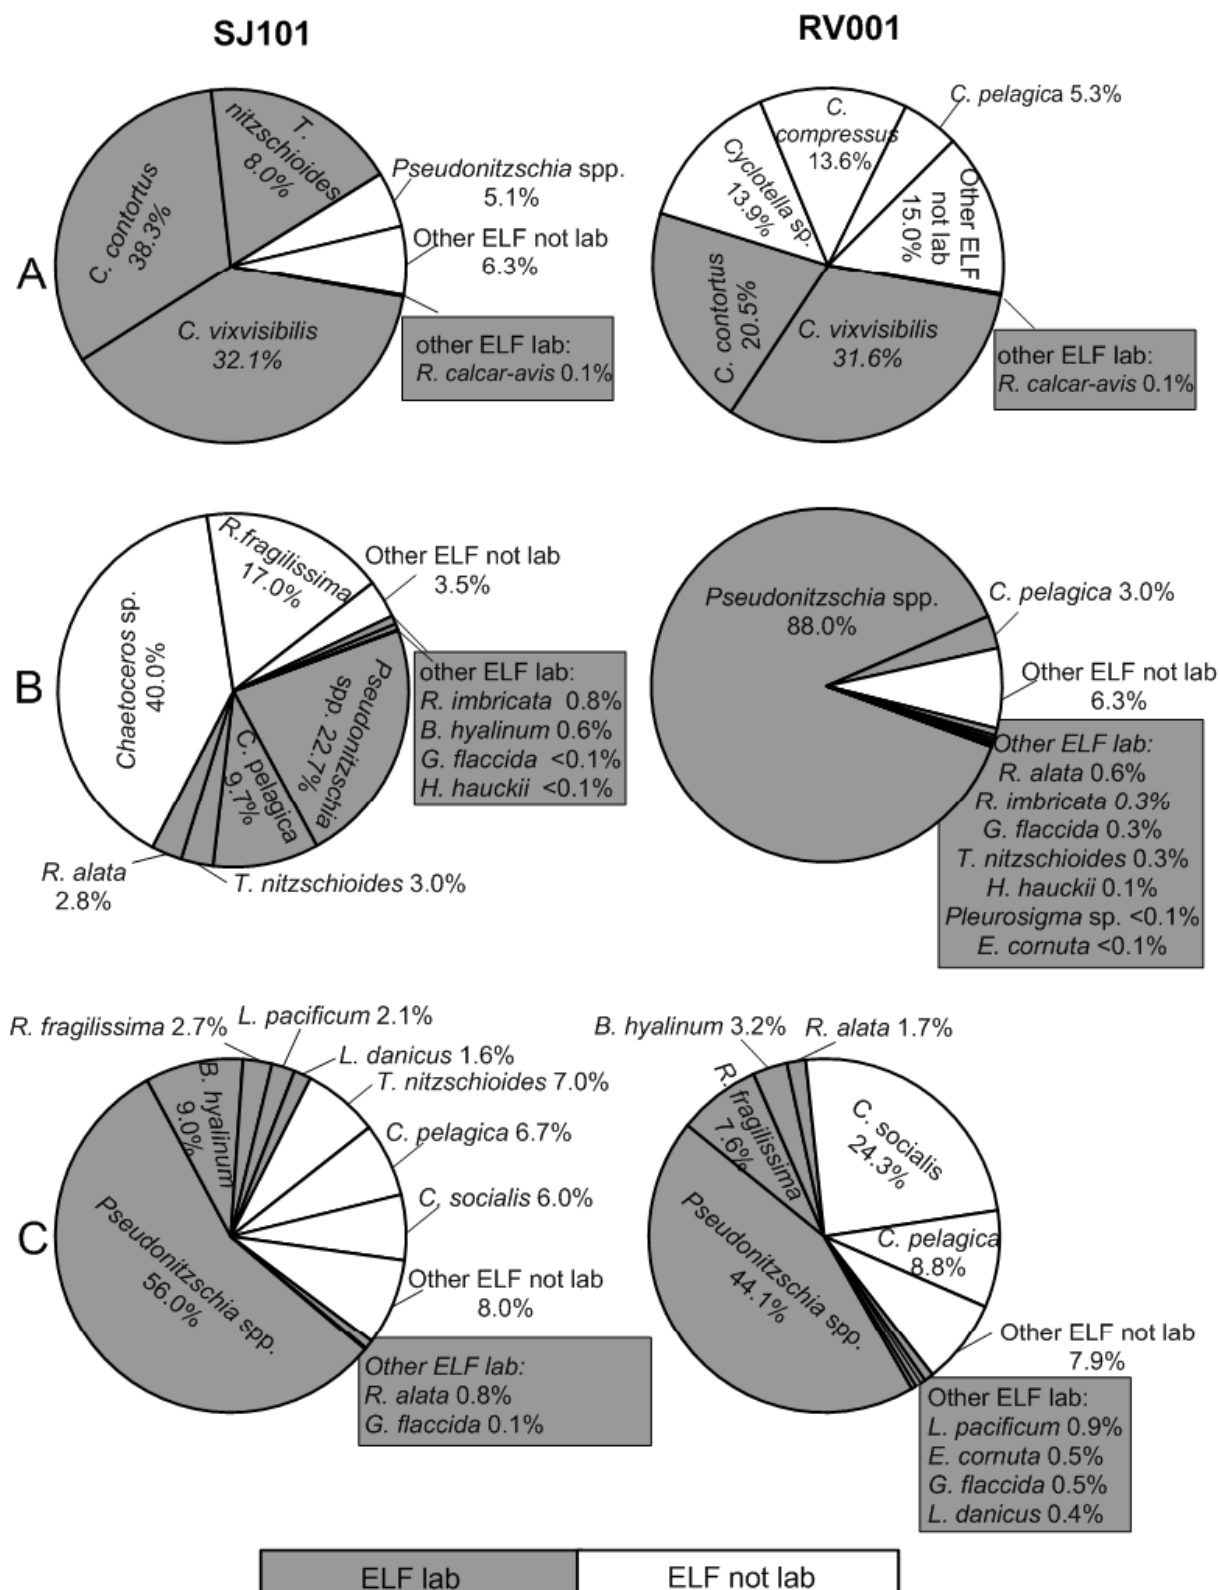 SJ101
RV001
A
T.
nitzschioides
8.0%
C. contortus
38.3%
Pseudonitzschia spp.
5.1%
Other ELF not lab
6.3%
C. vixvisibilis
32.1%
other ELF lab:
R. calcar-avis 0.1%
C.
compressus
13.6%
C. pelagica 5.3%
Cyclotella sp.
13.9%
Other ELF
not lab
15.0%
C. contortus
20.5%
C. vixvisibilis
31.6%
other ELF lab:
R. calcar-avis 0.1%
B
R.fragilissima
17.0%
Other ELF not lab
3.5%
Chaetoceros sp.
40.0%
other ELF lab:
R. imbricata 0.8%
B. hyalinum 0.6%
G. flaccida <0.1%
H. hauckii <0.1%
Pseudonitzschia
spp. 22.7%
C. pelagica
9.7%
R. alata
2.8%
T. nitzschioides 3.0%
Pseudonitzschia spp.
88.0%
C. pelagica 3.0%
Other ELF not lab
6.3%
Other ELF lab:
R. alata 0.6%
R. imbricata 0.3%
G. flaccida 0.3%
T. nitzschioides 0.3%
H. hauckii 0.1%
Pleurosigma sp. <0.1%
E. cornuta <0.1%
C
R. fragilissima 2.7%
L. pacificum 2.1%
L. danicus 1.6%
T. nitzschioides 7.0%
B. hyalinum
9.0%
C. pelagica 6.7%
C. socialis 6.0%
Pseudonitzschia spp.
56.0%
Other ELF not lab
8.0%
Other ELF lab:
R. alata 0.8%
G. flaccida 0.1%
B. hyalinum 3.2%
R. alata 1.7%
R. fragilissima
7.6%
C. socialis
24.3%
C. pelagica
8.8%
Pseudonitzschia spp.
44.1%
Other ELF not lab
7.9%
Other ELF lab:
L. pacificum 0.9%
E. cornuta 0.5%
G. flaccida 0.5%
L. danicus 0.4%
ELF lab
ELF not lab